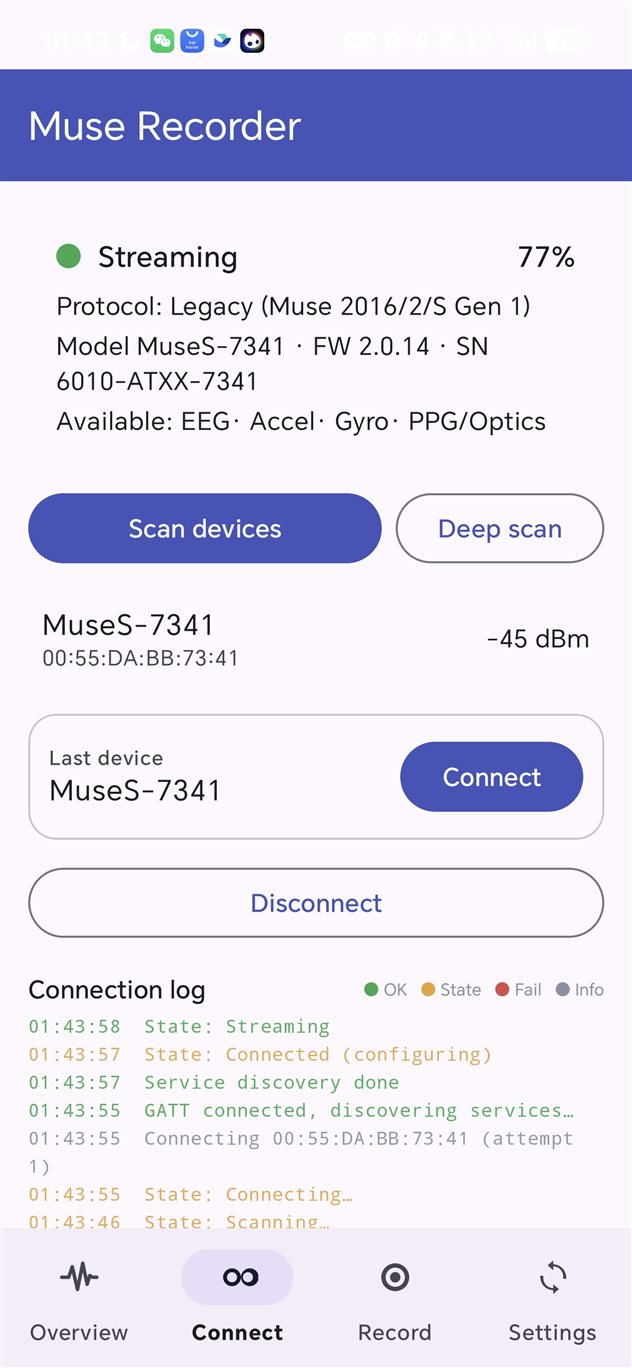 01:43
Muse Recorder
Streaming
77%
Protocol: Legacy (Muse 2016/2/S Gen 1)
Model MuseS-7341 · FW 2.0.14 · SN
6010-ATXX-7341
Available: EEG· Accel· Gyro· PPG/Optics
Scan devices
Deep scan
MuseS-7341
-45 dBm
00:55:DA:BB:73:41
Last device
MuseS-7341
Connect
Disconnect
Connection log
OK
State
Fail
Info
01:43:58 State: Streaming
01:43:57 State: Connected (configuring)
01:43:57 Service discovery done
01:43:55 GATT connected, discovering services…
01:43:55 Connecting 00:55:DA:BB:73:41 (attempt
1)
01:43:55 State: Connecting…
01:43:46 State: Scanning…
Overview
Connect
Record
Settings